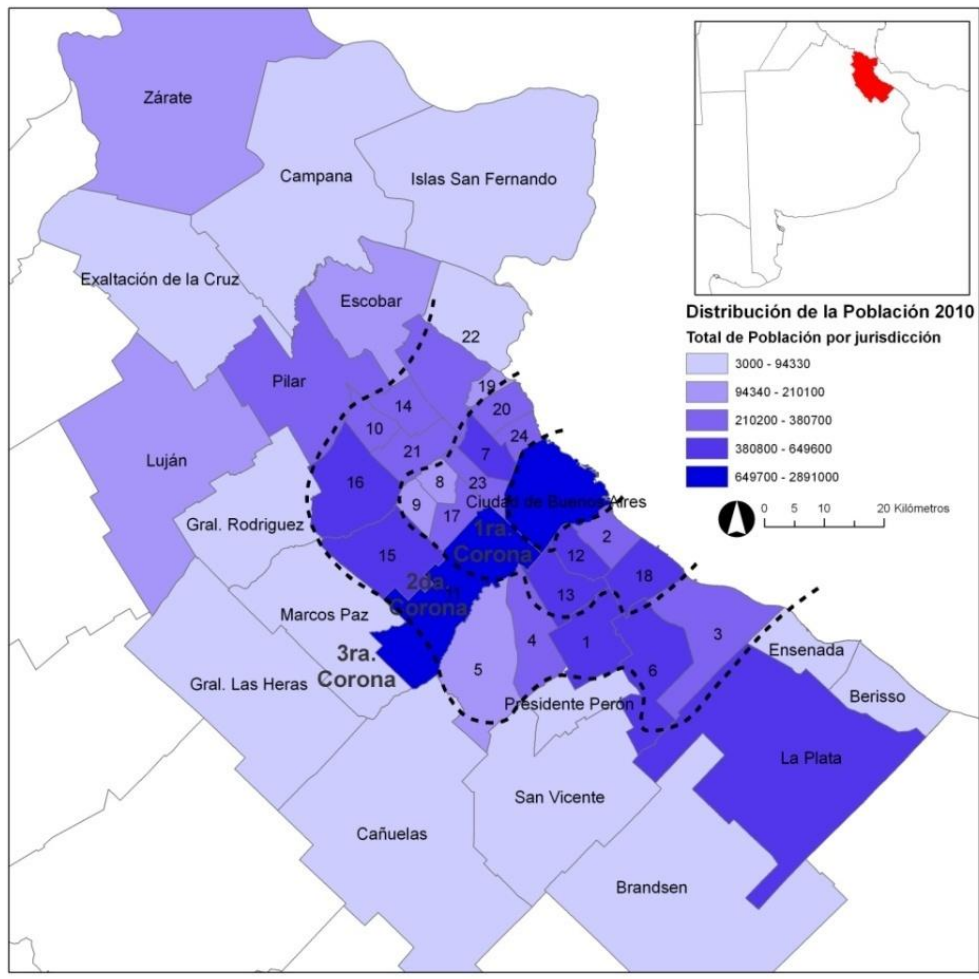 Zárate
Campana
Islas San Fernando
Exaltación de la Cruz
Escobar
22
Pilar
19
20
14
10
24
21
7
Luján
16
8
23
9
Ciudad de Buenos Aires
17
Gral. Rodriguez
1ra.
Corona
2
15
12
2da.
Corona
11
18
13
Marcos Paz
3ra.
Corona
4
1
3
5
6
Ensenada
Gral. Las Heras
Berisso
Presidente Perón
La Plata
San Vicente
Cañuelas
Brandsen
Distribución de la Población 2010
Total de Población por jurisdicción
3000 - 94330
94340 - 210100
210200 - 380700
380800 - 649600
649700 - 2891000
0 5 10 20 Kilómetros